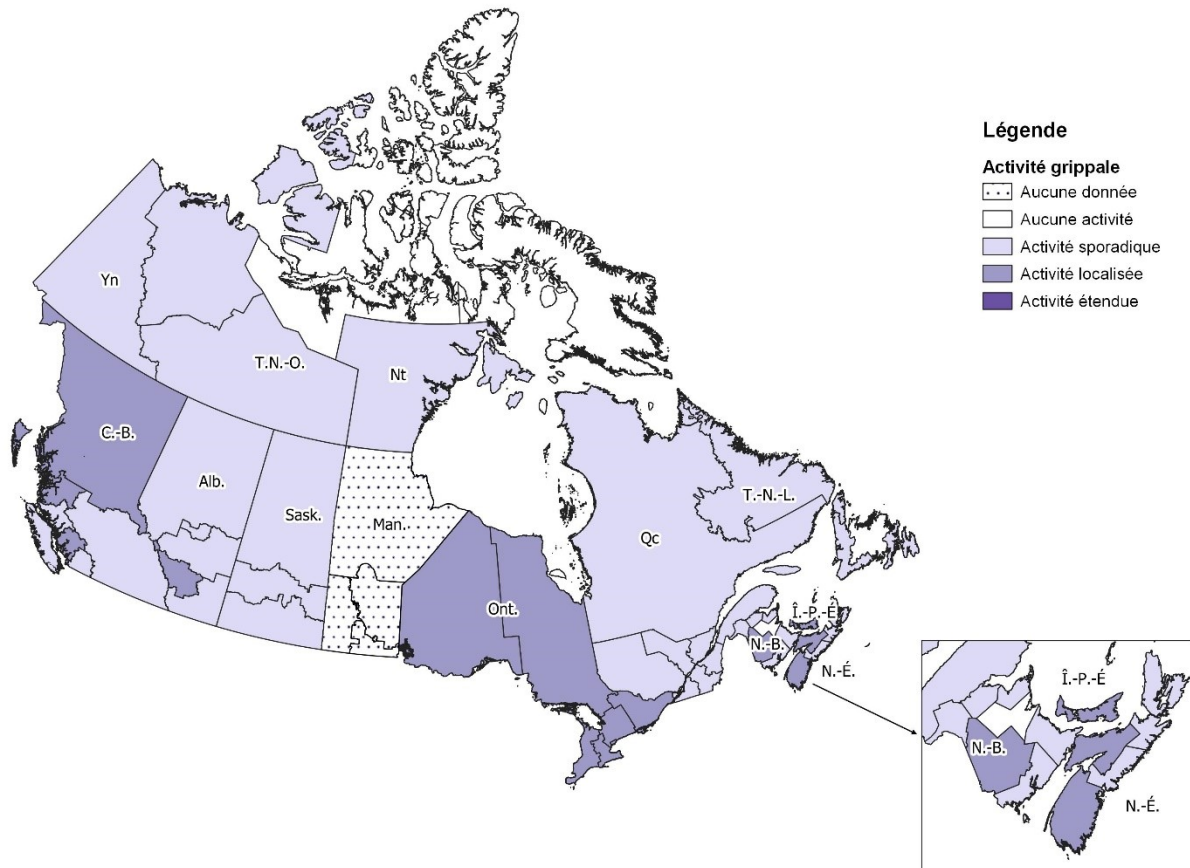 Légende
Activité grippale
Aucune donnée
Aucune activité
Activité sporadique
Activité localisée
Activité étendue
Yn
T.N.-O.
Nt
C.-B.
Alb.
Sask.
Man.
Ont.
Qc
T.-N.-L.
Î.-P.-É
N.-B.
N.-É.
Î.-P.-É
N.-B.
N.-É.